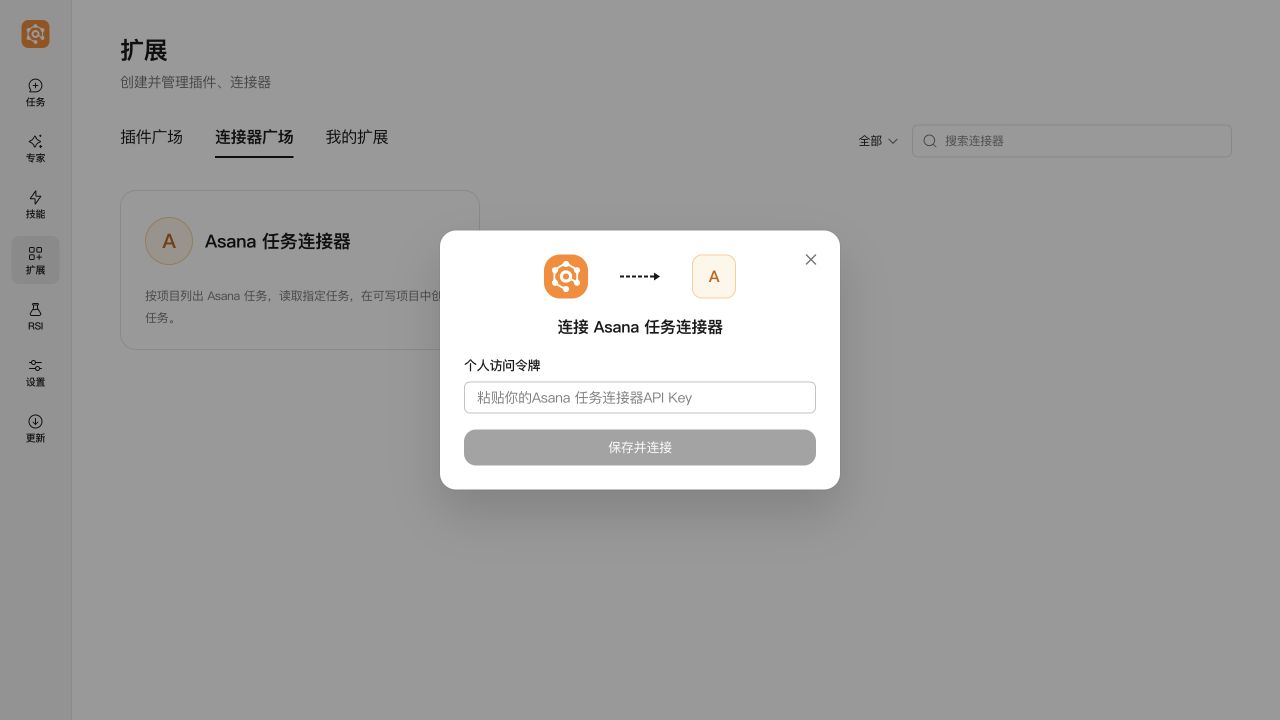 扩展
创建并管理插件、连接器
插件广场
连接器广场
我的扩展
全部
搜索连接器
任务
专家
技能
扩展
RSI
设置
更新
A
Asana 任务连接器
按项目列出 Asana 任务，读取指定任务，在可写项目中创
任务。
A
连接 Asana 任务连接器
个人访问令牌
粘贴你的Asana 任务连接器API Key
保存并连接